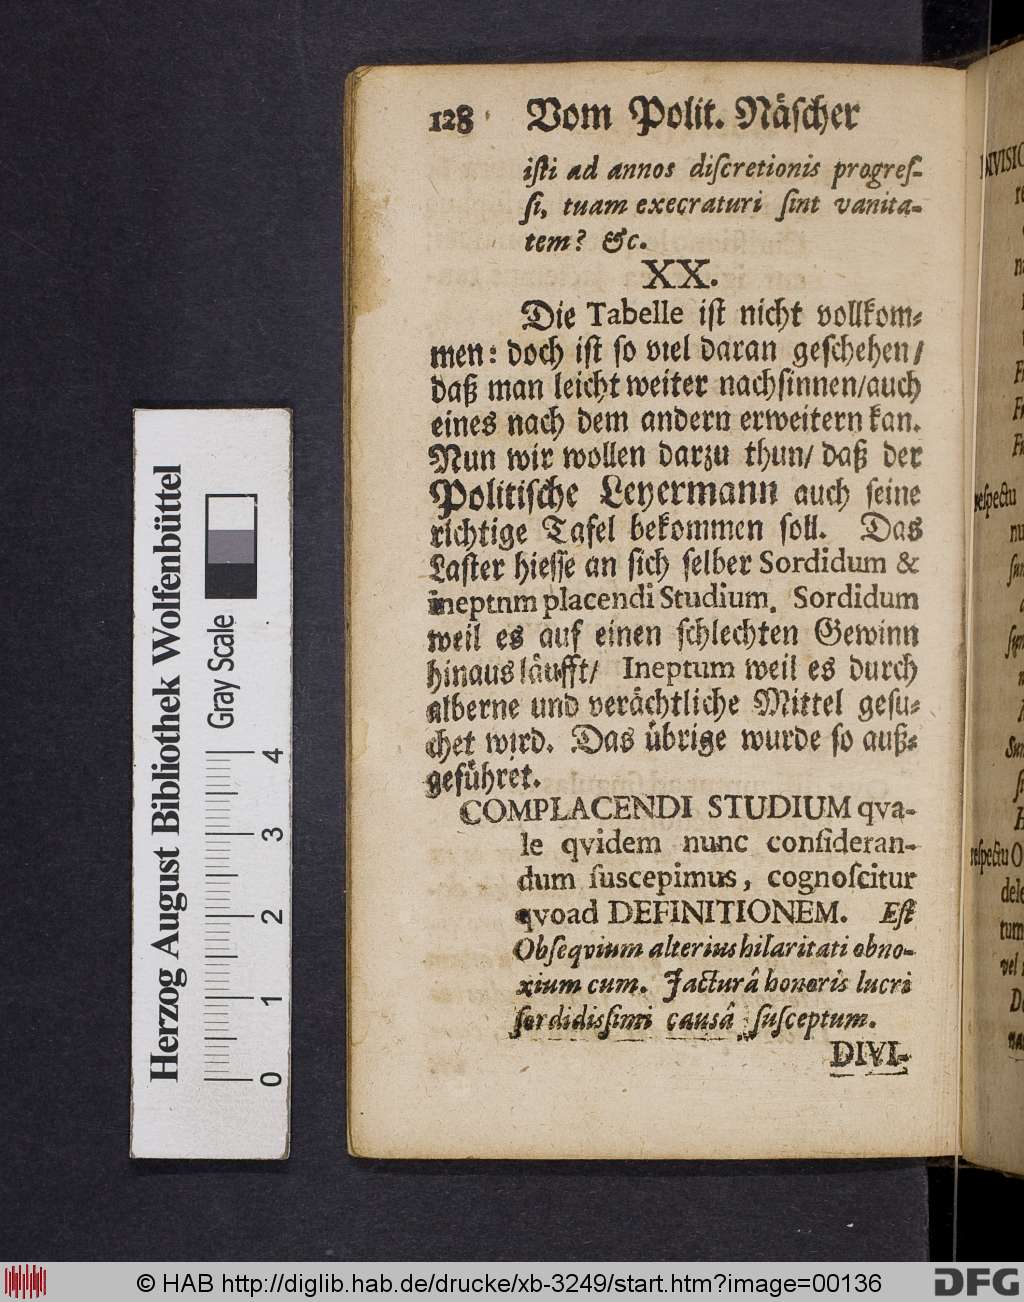 128 Vom Polit. Näſcher
iſti ad annos diſcretionis progreſ-
ſi, tuam execraturi ſint vanita-
tem? &c.
XX.
Die Tabelle iſt nicht vollkom⸗
men: doch iſt ſo viel daran geſchehen/
daß man leicht weiter nachſinnen/auch
eines nach dem andern erweitern kan.
Nun wir wollen darzu thun/ daß der
Politiſche Leyermann auch ſeine
richtige Tafel bekommen ſoll. Das
Laſter hieſſe an ſich ſelber Sordidum &
ineptnm placendi Studium. Sordidum
weil es auf einen ſchlechten Gewinn
hinaus läufft/ Ineptum weil es durch
alberne und verächtliche Mittel geſu⸗
chet wird. Das übrige wurde ſo auß⸗
geführet.
COMPLACENDI STUDIUM qva-
le qvidem nunc conſideran-
dum ſuscepimus, cognoſcitur
qvoad DEFINITIONEM. Eſt
Obſeqvium alterius hilaritati obno-
xium cum. Jacturâ honoris lucri
ſordidisſimi causâ ſuſceptum.
DIVI-
INVISIO
reſpectu
reſpectu O
dele
tum
vel
Herzog August Bibliothek Wolfenbüttel
Gray Scale
0 1 2 3 4
© HAB http://diglib.hab.de/drucke/xb-3249/start.htm?image=00136
DFG